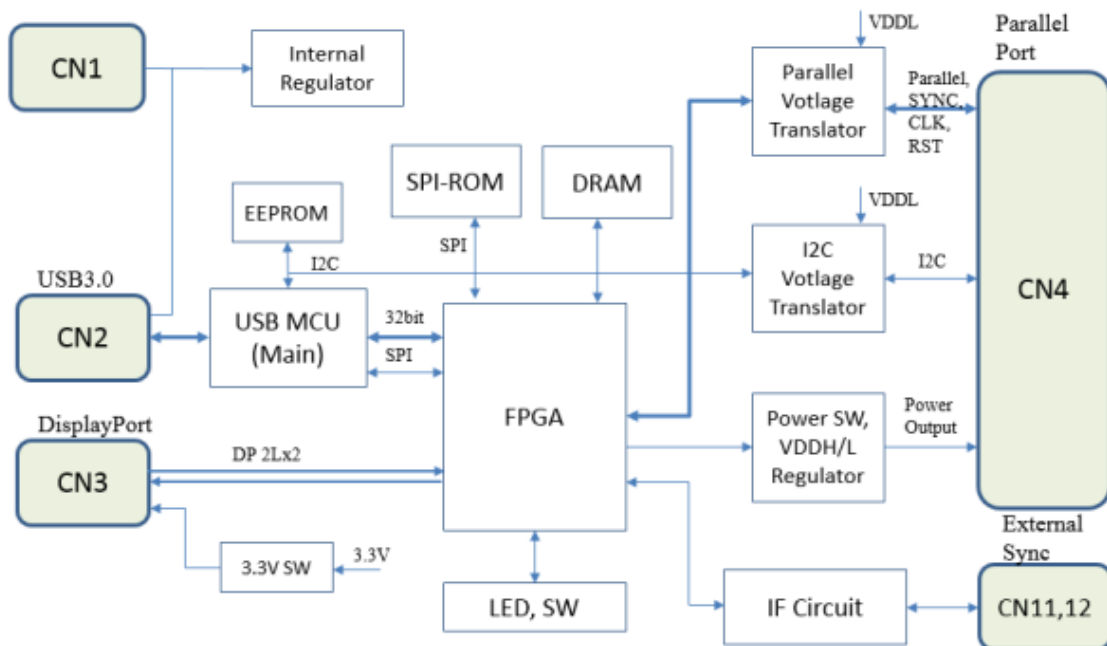 VDDL
Parallel
Port
CN1
Internal
Regulator
Parallel
Votlage
Translator
Parallel,
SYNC,
CLK,
RST
SPI-ROM
DRAM
EEPROM
SPI
I2C
VDDL
I2C
Votlage
Translator
I2C
CN4
USB3.0
CN2
USB MCU
(Main)
32bit
SPI
FPGA
DisplayPort
CN3
DP 2Lx2
Power SW,
VDDH/L
Regulator
Power
Output
3.3V SW
3.3V
LED, SW
IF Circuit
External
Sync
CN11,12